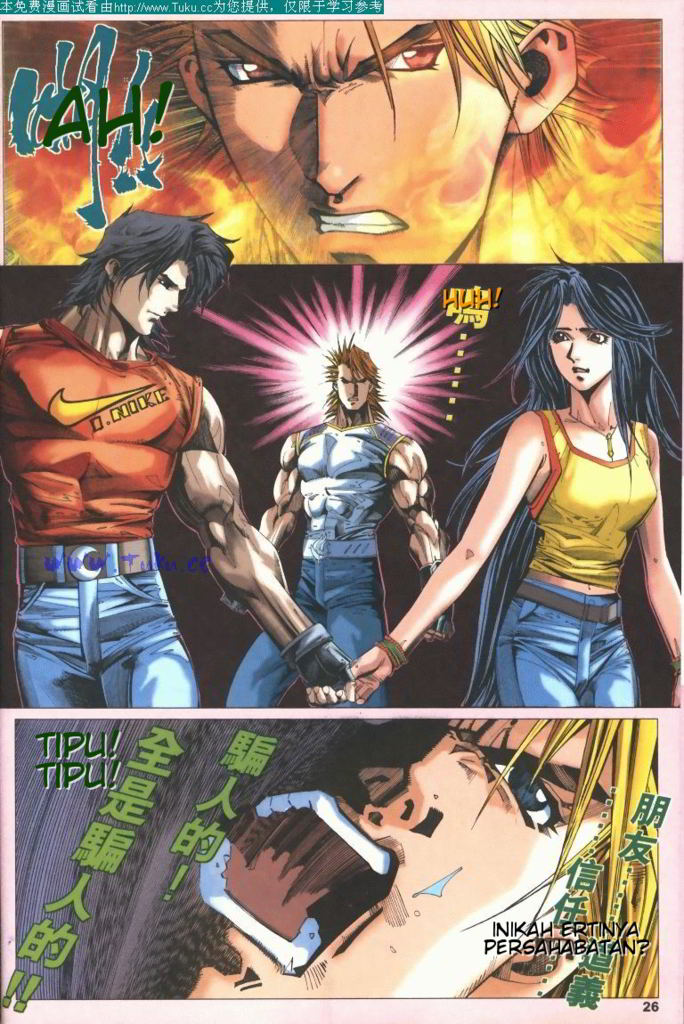 本免费漫画试看由http://www.Tuku.cc为您提供，仅限于学习参考
AH!
HUH!
I.NIKE
www.Tuku.cc
TIPU!
TIPU!
騙人的！
全是騙人的!!
朋友……
信任……
道義
INIKAH ERTINYA
PERSAHABATAN?
26